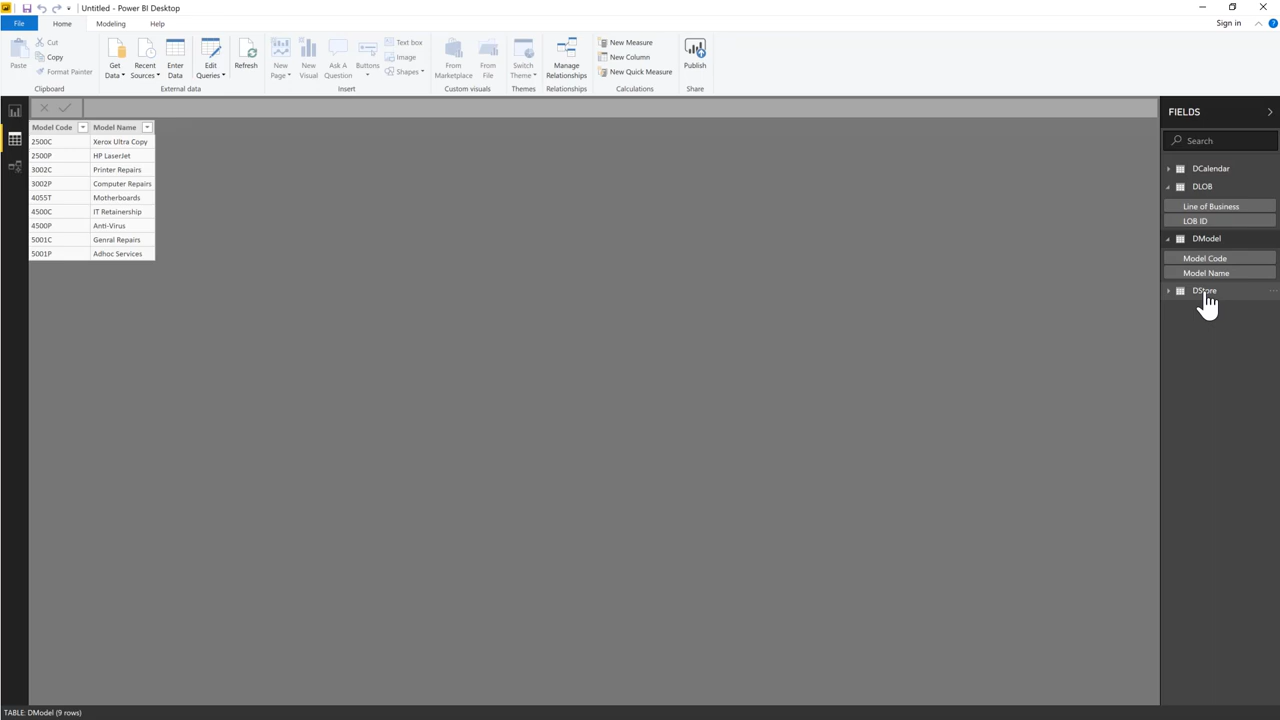 Untitled - Power BI Desktop
File Home Modeling Help Sign in
Paste Cut Copy Format Painter Clipboard
Get Data Recent Sources Enter Data Edit Queries External data
Refresh
New Page New Visual Ask A Question Buttons Text box Image Shapes Insert
From Marketplace From File Custom visuals
Switch Theme Themes
Manage Relationships Relationships
New Measure New Column New Quick Measure Calculations
Publish Share
Model Code Model Name
2500C Xerox Ultra Copy
2500P HP LaserJet
3002C Printer Repairs
3002P Computer Repairs
4055T Motherboards
4500C IT Retainership
4500P Anti-Virus
5001C Genral Repairs
5001P Adhoc Services
FIELDS
Search
DCalendar
DLOB
Line of Business
LOB ID
DModel
Model Code
Model Name
DStore
TABLE: DModel (9 rows)